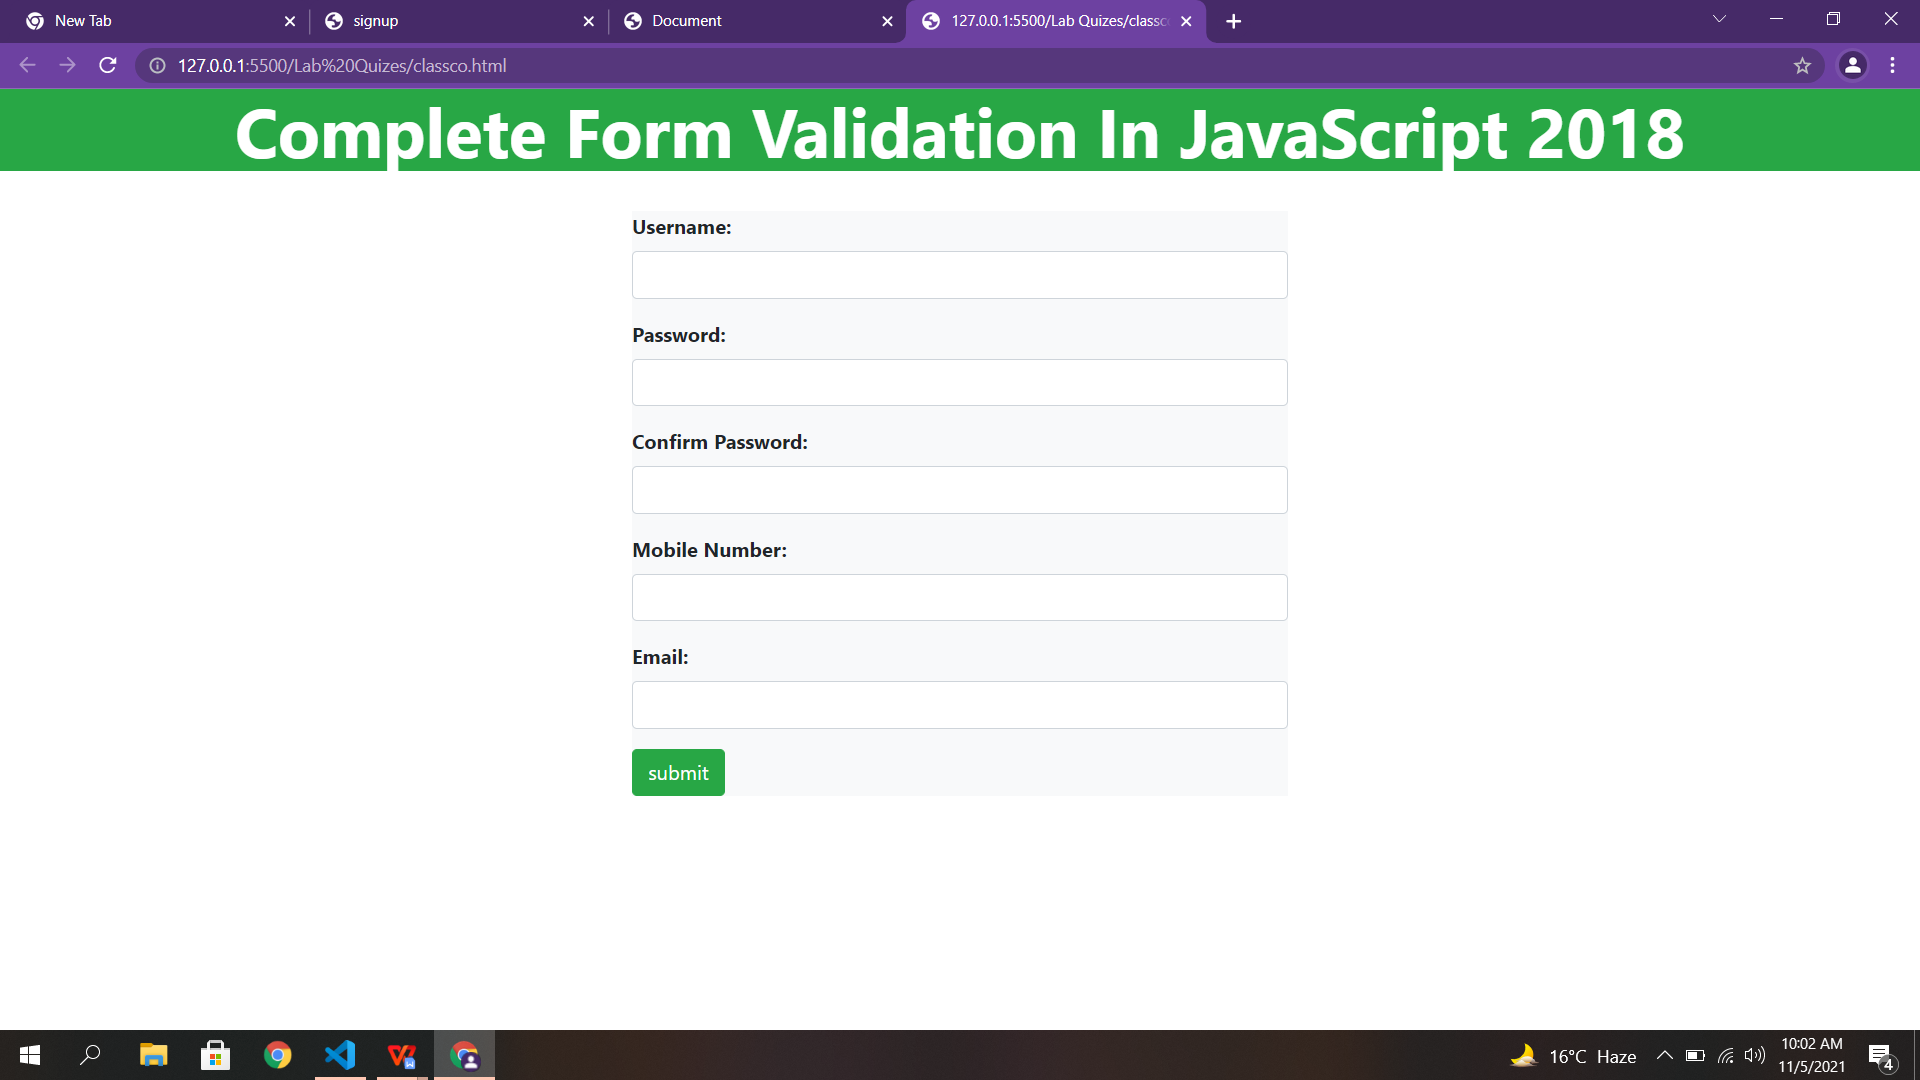 New Tab
signup
Document
127.0.0.1:5500/Lab Quizes/classco
127.0.0.1:5500/Lab%20Quizes/classco.html
Complete Form Validation In JavaScript 2018
Username:
Password:
Confirm Password:
Mobile Number:
Email:
submit
16°C Haze
10:02 AM
11/5/2021
4